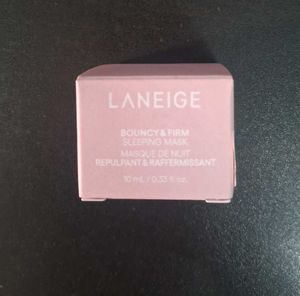 LANEIGE
BOUNCY & FIRM
SLEEPING MASK
MASQUE DE NUIT
REPULPANT & RAFFERMISSANT
10 mL / 0.33 fl. oz.